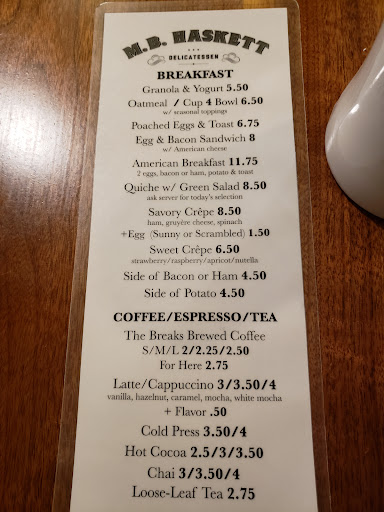 M.B. HASKETT
DELICATESSEN
BREAKFAST
Granola & Yogurt 5.50
Oatmeal / Cup 4 Bowl 6.50
w/ seasonal toppings
Poached Eggs & Toast 6.75
Egg & Bacon Sandwich 8
w/ American cheese
American Breakfast 11.75
2 eggs, bacon or ham, potato & toast
Quiche w/ Green Salad 8.50
ask server for today's selection
Savory Crêpe 8.50
ham, gruyère cheese, spinach
+Egg (Sunny or Scrambled) 1.50
Sweet Crêpe 6.50
strawberry/raspberry/apricot/nutella
Side of Bacon or Ham 4.50
Side of Potato 4.50
COFFEE/ESPRESSO/TEA
The Breaks Brewed Coffee
S/M/L 2/2.25/2.50
For Here 2.75
Latte/Cappuccino 3/3.50/4
vanilla, hazelnut, caramel, mocha, white mocha
+ Flavor .50
Cold Press 3.50/4
Hot Cocoa 2.5/3/3.50
Chai 3/3.50/4
Loose-Leaf Tea 2.75